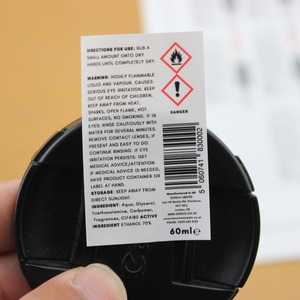 DIRECTIONS FOR USE: RUB A
SMALL AMOUNT ONTO DRY
HANDS UNTIL COMPLETELY DRY.
WARNING: HIGHLY FLAMMABLE
LIQUID AND VAPOUR. CAUSES
SERIOUS EYE IRRITATION. KEEP
OUT OF REACH OF CHILDREN.
KEEP AWAY FROM HEAT,
SPARKS, OPEN FLAME, HOT
SURFACES, NO SMOKING. IF IN
EYES: RINSE CAUTIOUSLY WITH
WATER FOR SEVERAL MINUTES.
REMOVE CONTACT LENSES, IF
PRESENT AND EASY TO DO.
CONTINUE RINSING. IF EYE
IRRITATION PERSISTS: GET
MEDICAL ADVICE/ATTENTION.
IF MEDICAL ADVICE IS NEEDED,
HAVE PRODUCT CONTAINER OR
LABEL AT HAND.
STORAGE: KEEP AWAY FROM
DIRECT SUNLIGHT.
INGREDIENT: Aqua, Glycerol,
Triethanolamine, Carbomer,
Fragrances, CI74180 ACTIVE
INGREDIENT ETHANOL 70%
DANGER
5 060741 830002
60ml e